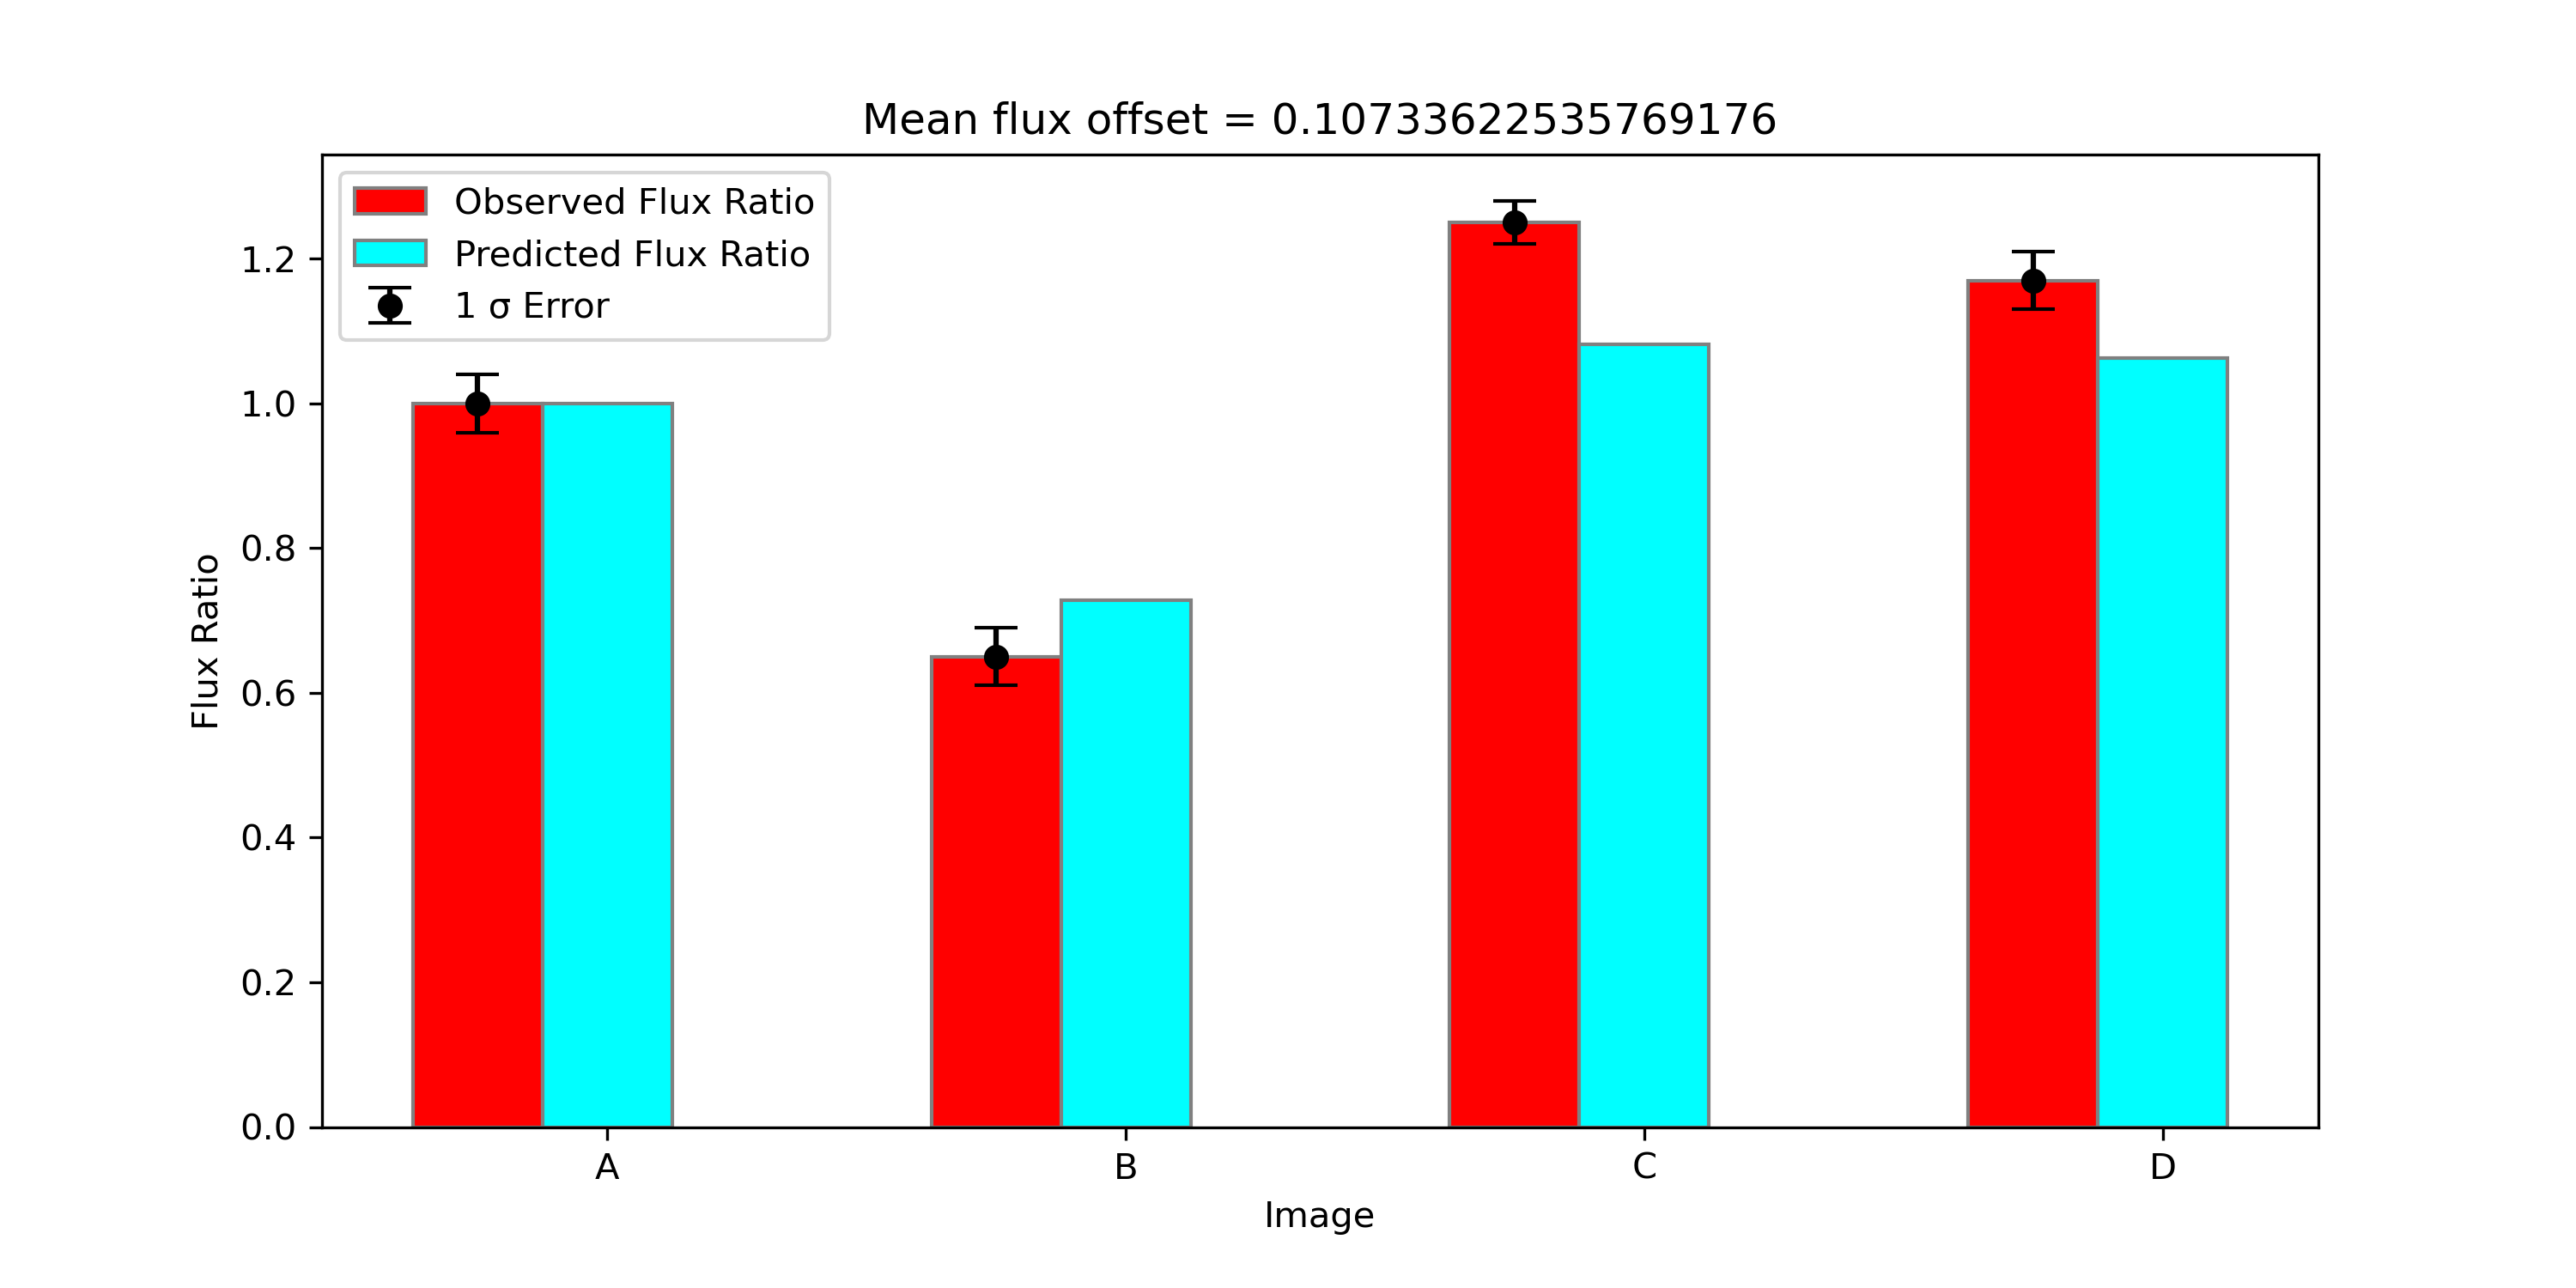 Mean flux offset = 0.10733622535769176
Observed Flux Ratio
Predicted Flux Ratio
1 σ Error
Flux Ratio
1.2
1.0
0.8
0.6
0.4
0.2
0.0
A B C D
Image